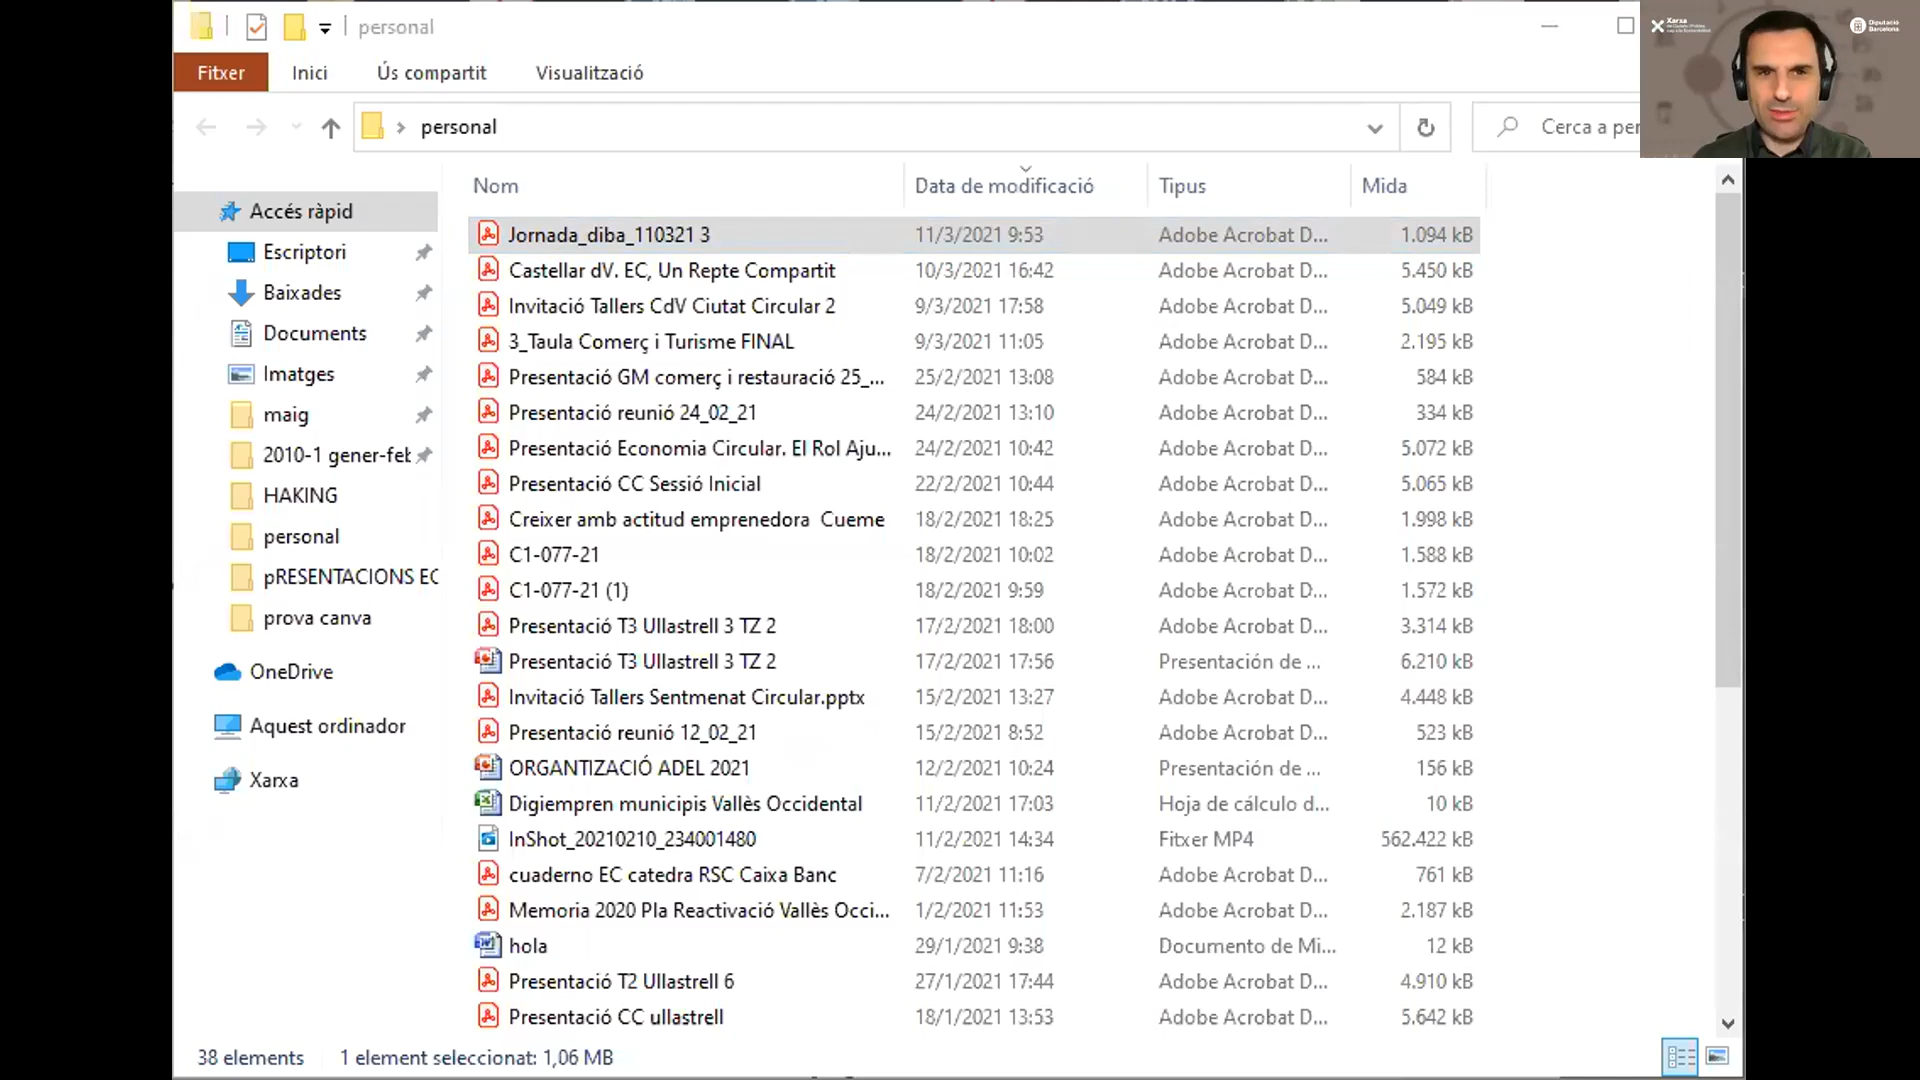 personal
Fitxer Inici Ús compartit Visualització
personal
Cerca a per
Xarxa
Diputació
Barcelona
Nom Data de modificació Tipus Mida
Accés ràpid
Escriptori
Baixades
Documents
Imatges
maig
2010-1 gener-feb
HAKING
personal
pRESENTACIONS EC
prova canva
OneDrive
Aquest ordinador
Xarxa
Jornada_diba_110321 3 11/3/2021 9:53 Adobe Acrobat D... 1.094 kB
Castellar dV. EC, Un Repte Compartit 10/3/2021 16:42 Adobe Acrobat D... 5.450 kB
Invitació Tallers CdV Ciutat Circular 2 9/3/2021 17:58 Adobe Acrobat D... 5.049 kB
3_Taula Comerç i Turisme FINAL 9/3/2021 11:05 Adobe Acrobat D... 2.195 kB
Presentació GM comerç i restauració 25_... 25/2/2021 13:08 Adobe Acrobat D... 584 kB
Presentació reunió 24_02_21 24/2/2021 13:10 Adobe Acrobat D... 334 kB
Presentació Economia Circular. El Rol Aju... 24/2/2021 10:42 Adobe Acrobat D... 5.072 kB
Presentació CC Sessió Inicial 22/2/2021 10:44 Adobe Acrobat D... 5.065 kB
Creixer amb actitud emprenedora  Cueme 18/2/2021 18:25 Adobe Acrobat D... 1.998 kB
C1-077-21 18/2/2021 10:02 Adobe Acrobat D... 1.588 kB
C1-077-21 (1) 18/2/2021 9:59 Adobe Acrobat D... 1.572 kB
Presentació T3 Ullastrell 3 TZ 2 17/2/2021 18:00 Adobe Acrobat D... 3.314 kB
Presentació T3 Ullastrell 3 TZ 2 17/2/2021 17:56 Presentación de ... 6.210 kB
Invitació Tallers Sentmenat Circular.pptx 15/2/2021 13:27 Adobe Acrobat D... 4.448 kB
Presentació reunió 12_02_21 15/2/2021 8:52 Adobe Acrobat D... 523 kB
ORGANTIZACIÓ ADEL 2021 12/2/2021 10:24 Presentación de ... 156 kB
Digiempren municipis Vallès Occidental 11/2/2021 17:03 Hoja de cálculo d... 10 kB
InShot_20210210_234001480 11/2/2021 14:34 Fitxer MP4 562.422 kB
cuaderno EC catedra RSC Caixa Banc 7/2/2021 11:16 Adobe Acrobat D... 761 kB
Memoria 2020 Pla Reactivació Vallès Occi... 1/2/2021 11:53 Adobe Acrobat D... 2.187 kB
hola 29/1/2021 9:38 Documento de Mi... 12 kB
Presentació T2 Ullastrell 6 27/1/2021 17:44 Adobe Acrobat D... 4.910 kB
Presentació CC ullastrell 18/1/2021 13:53 Adobe Acrobat D... 5.642 kB
38 elements 1 element seleccionat: 1,06 MB